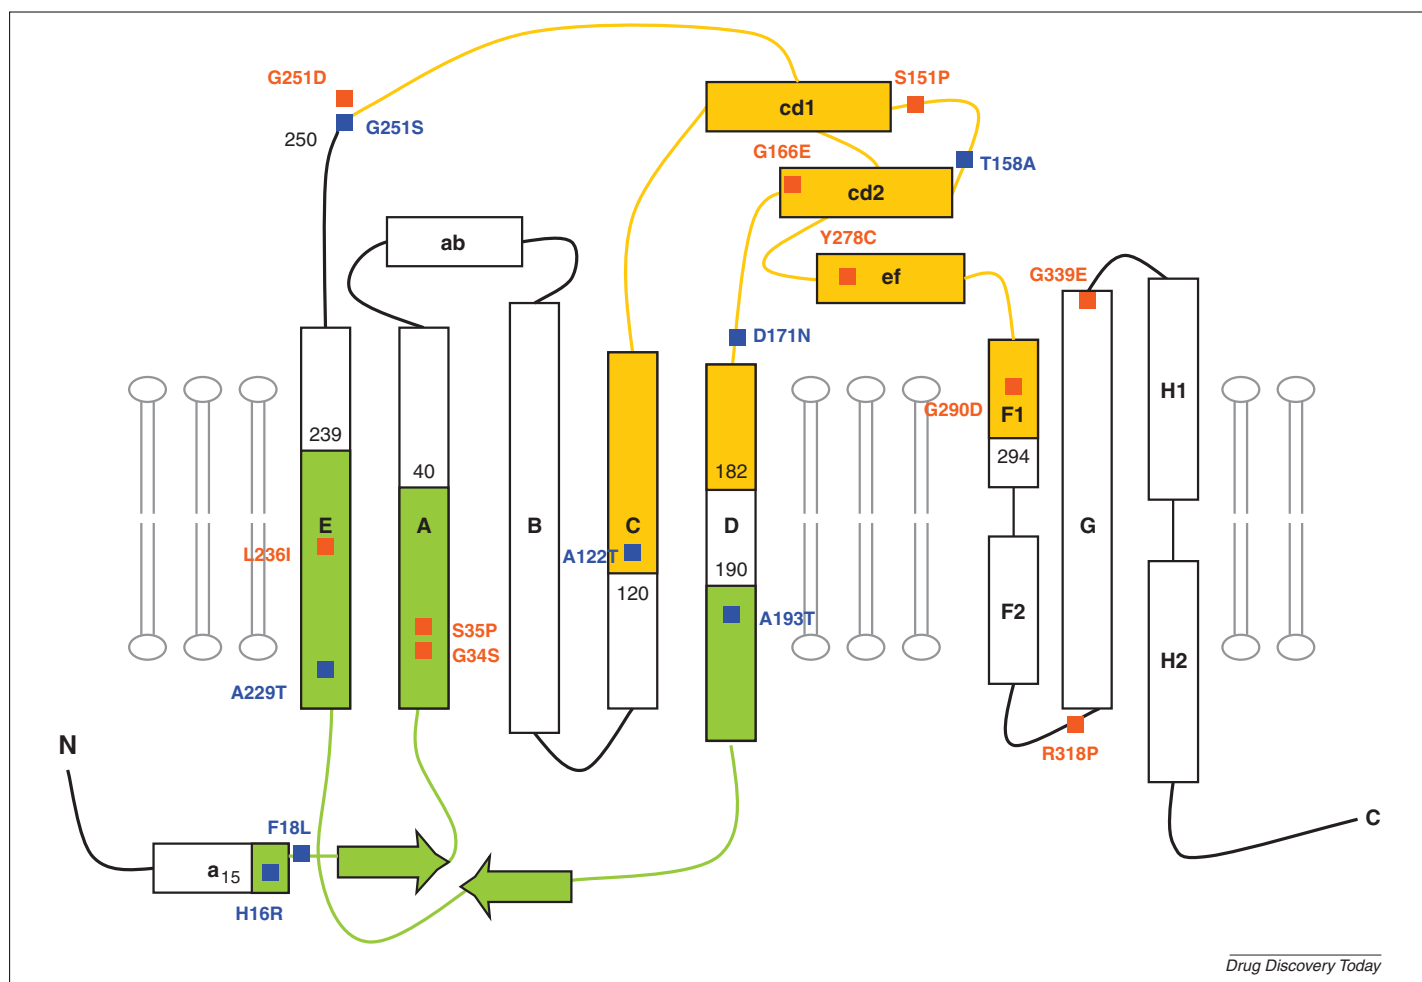 G251D
S151P
cd1
G251S
250
G166E
T158A
cd2
ab
Y278C
G339E
ef
D171N
H1
G290D
F1
239
40
182
294
E
A
B
C
D
G
L236I
A122T
190
120
F2
A193T
S35P
G34S
H2
A229T
N
R318P
F18L
C
a15
H16R
Drug Discovery Today